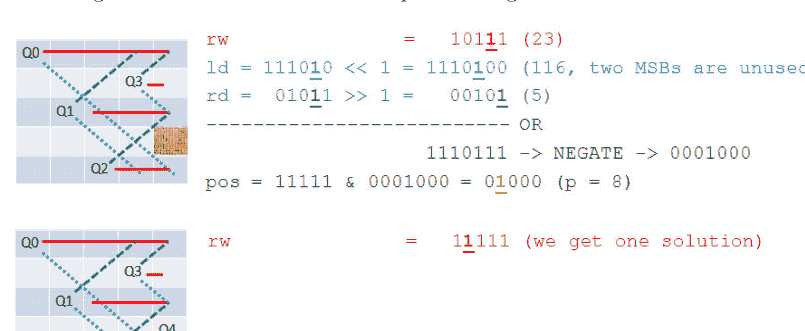 rw = 10111 (23)
ld = 111010 << 1 = 1110100 (116, two MSBs are unused
rd = 01011 >> 1 = 00101 (5)
-------------------------- OR
1110111 -> NEGATE -> 0001000
pos = 11111 & 0001000 = 01000 (p = 8)
Q0
Q3
Q1
Q2
rw = 11111 (we get one solution)
Q0
Q3
Q1
Q4